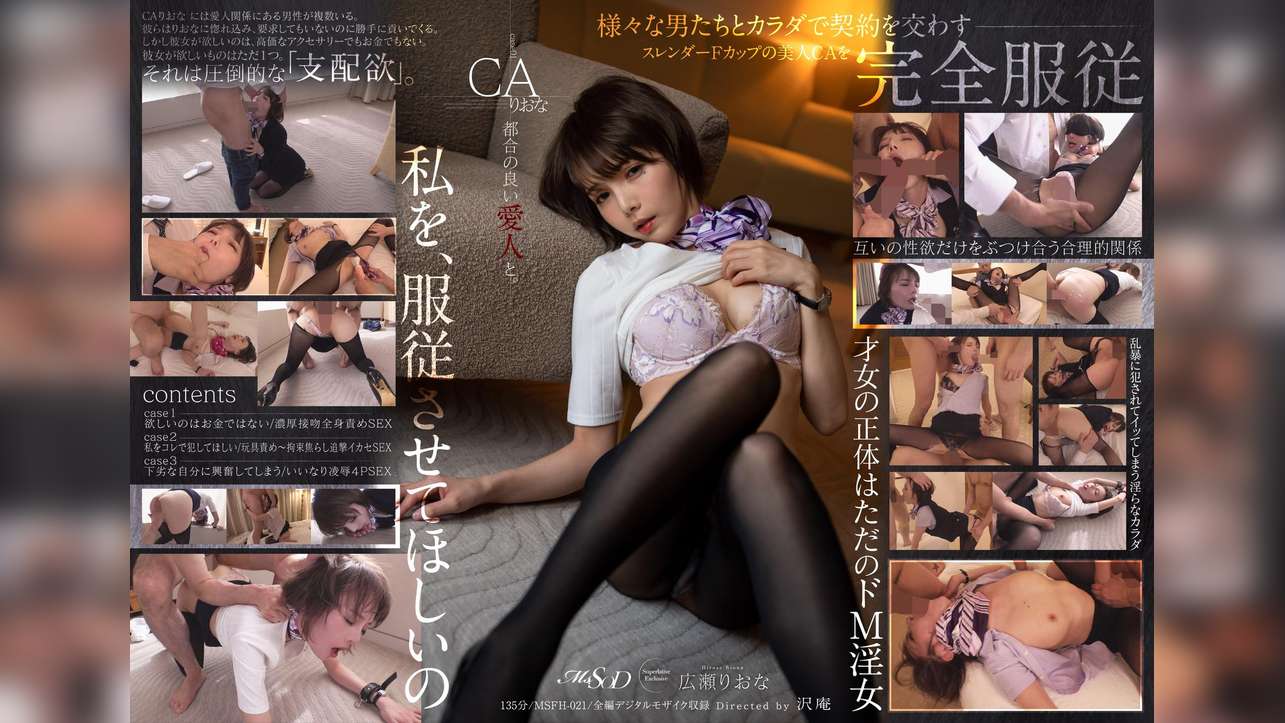 CAりおなには愛人関係にある男性が複数いる。
彼らはりおなに惚れ込み、要求してもいないのに勝手に貢いでくる。
しかし彼女が欲しいのは、高価なアクセサリーでもお金でもない。
彼女が欲しいものはただ1つ。
それは圧倒的な「支配欲」。
contents
case1
欲しいのはお金ではない/濃厚接吻全身責めSEX
case2
私をコレで犯してほしい/玩具責め～拘束焦らし追撃イカセSEX
case3
下劣な自分に興奮してしまう/いいなり凌辱4PSEX
私を、服従させてほしいの
CA
りおな
都合の良い愛人と。
様々な男たちとカラダで契約を交わす
スレンダーFカップの美人CAを
完全服従
互いの性欲だけをぶつけ合う合理的関係
才女の正体はただのドM淫女
乱暴に犯されてイッてしまう淫らなカラダ
M&SOD
Superlative
Exclusive
Hirose Riona
広瀬りおな
135分/MSFH-021/全編デジタルモザイク収録 Directed by 沢庵